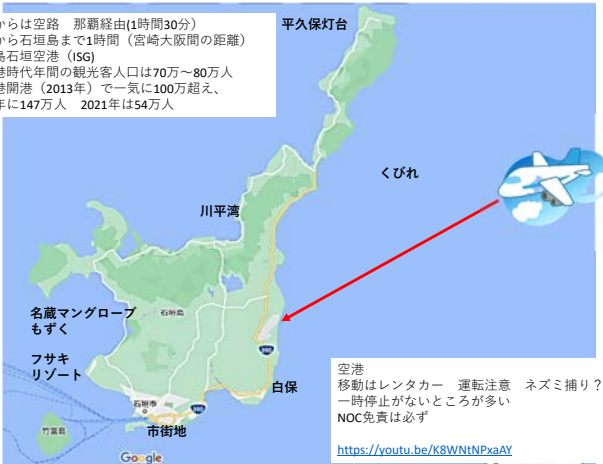 からは空路　那覇経由(1時間30分)
から石垣島まで1時間（宮崎大阪間の距離）
島石垣空港（ISG)
港時代年間の観光客人口は70万～80万人
港開港（2013年）で一気に100万超え、
年に147万人　2021年は54万人
平久保灯台
くびれ
川平湾
名蔵マングローブ
もずく
石垣島
フサキ
リゾート
390
白保
石垣市
390
市街地
竹富島
Google
空港
移動はレンタカー　運転注意　ネズミ捕り？
一時停止がないところが多い
NOC免責は必ず
https://youtu.be/K8WNtNPxaAY